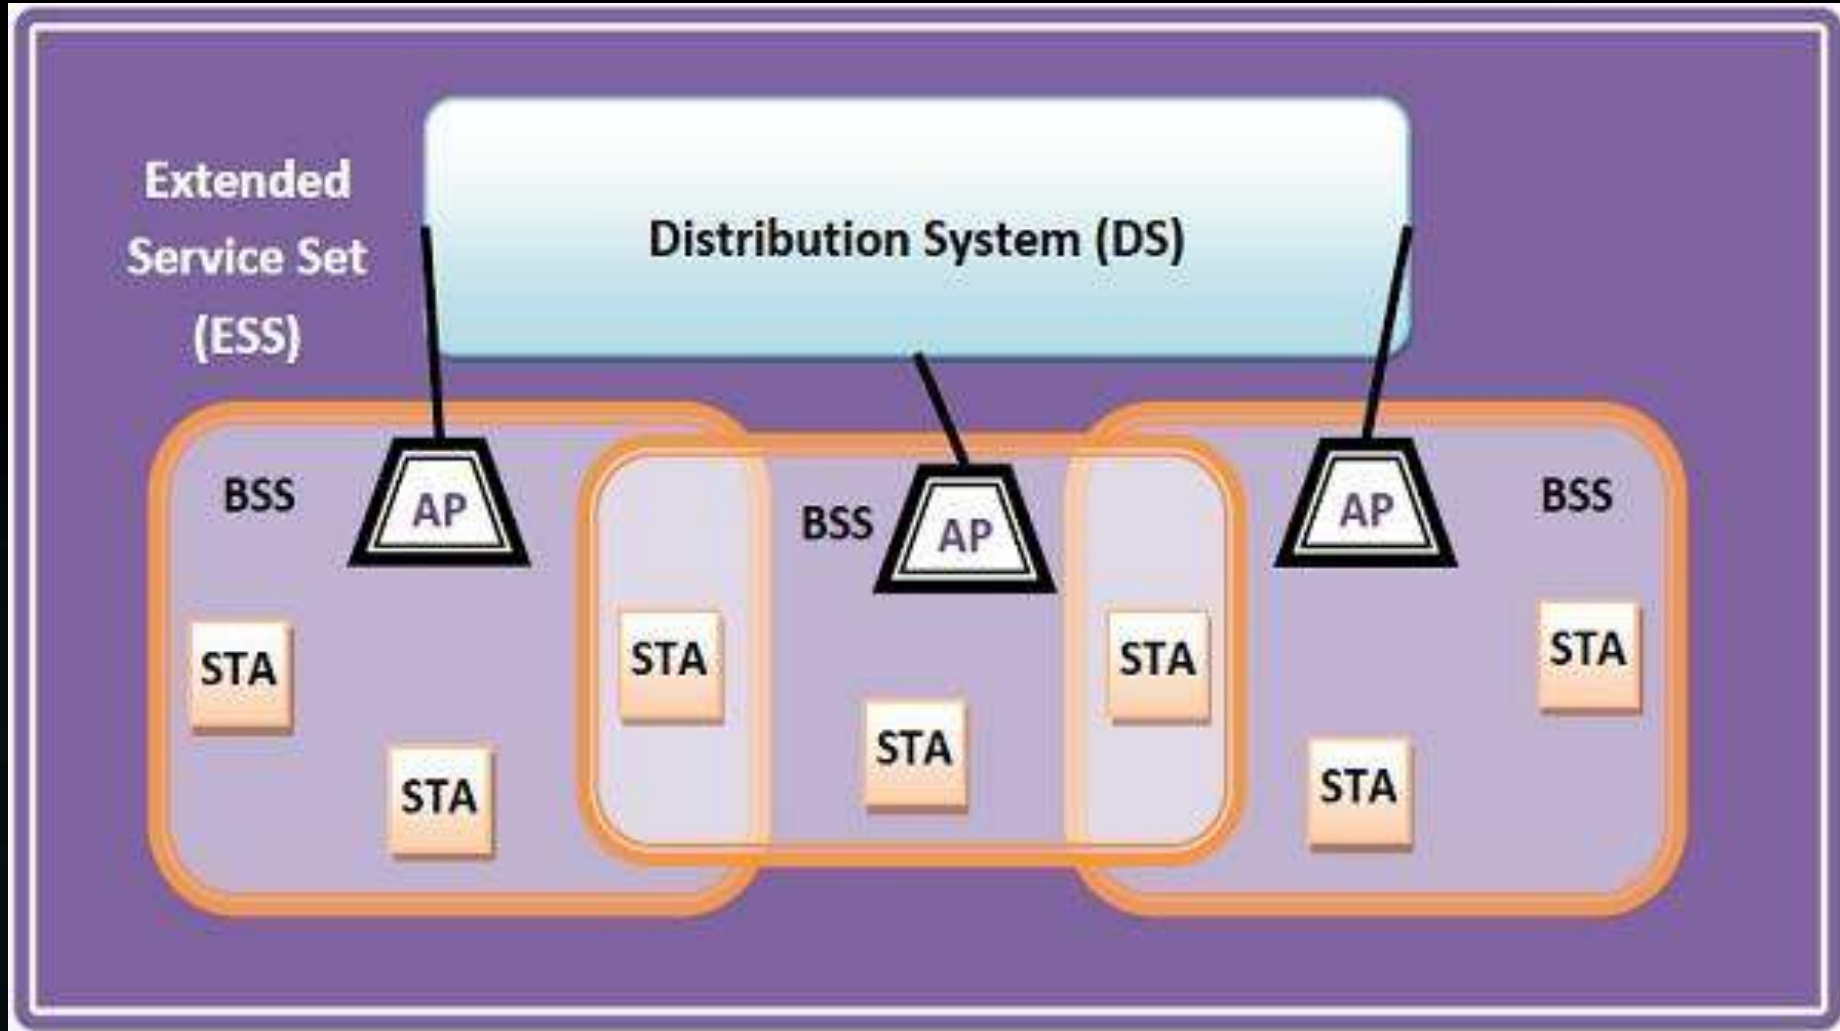 Extended
Service Set
(ESS)
Distribution System (DS)
BSS
AP
BSS
AP
AP
BSS
STA
STA
STA
STA
STA
STA
STA